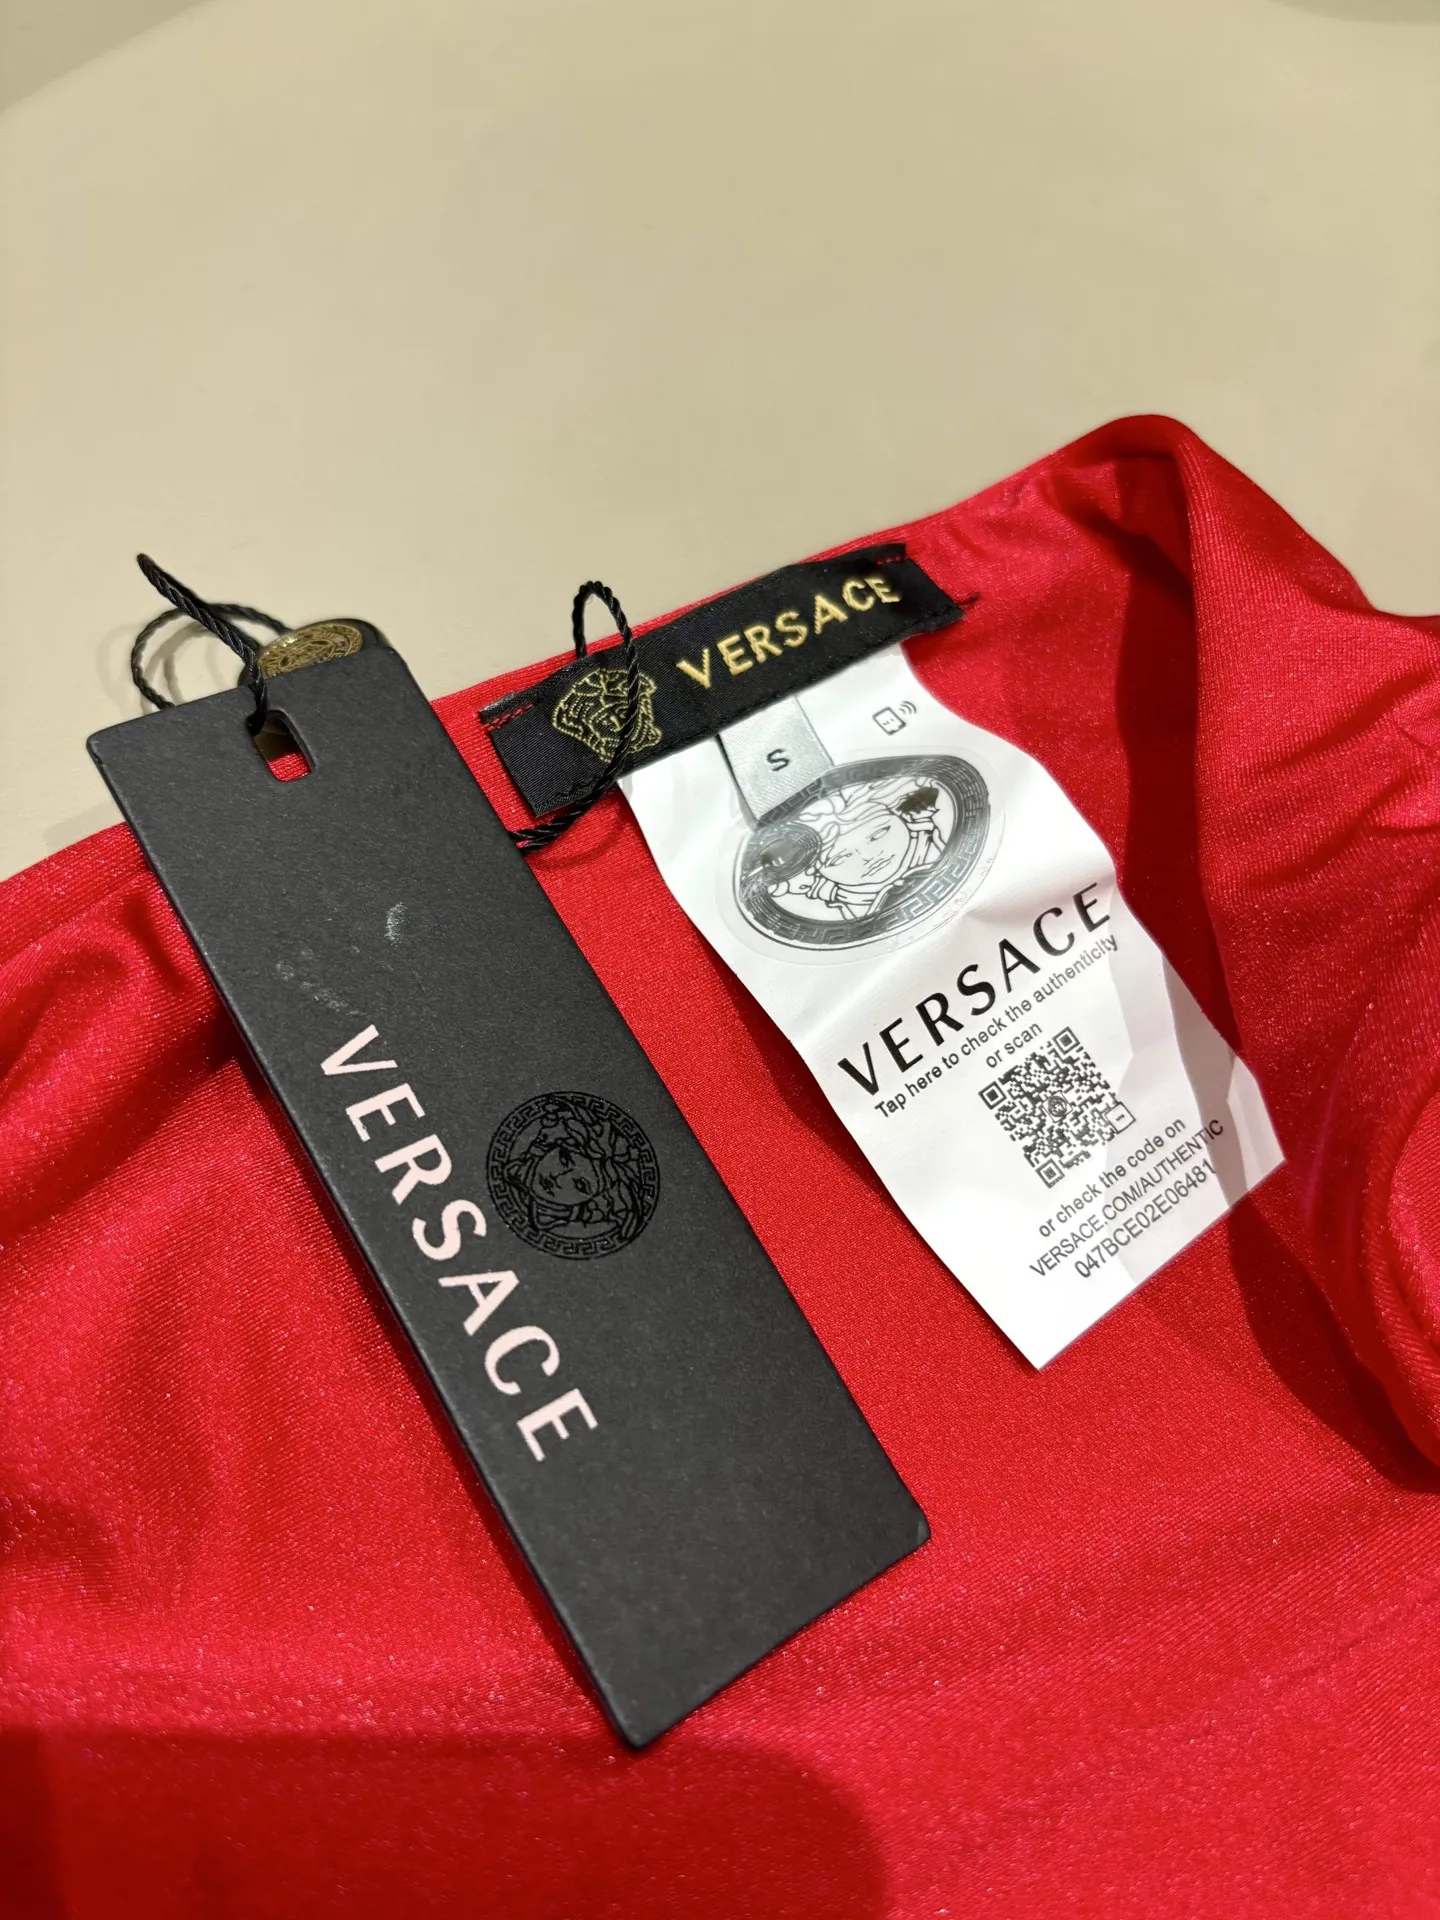 VERSACE
S
VERSACE
Tap here to check the authenticity
or scan
or check the code on
VERSACE.COM/AUTHENTIC
047BCE02E06481
VERSACE